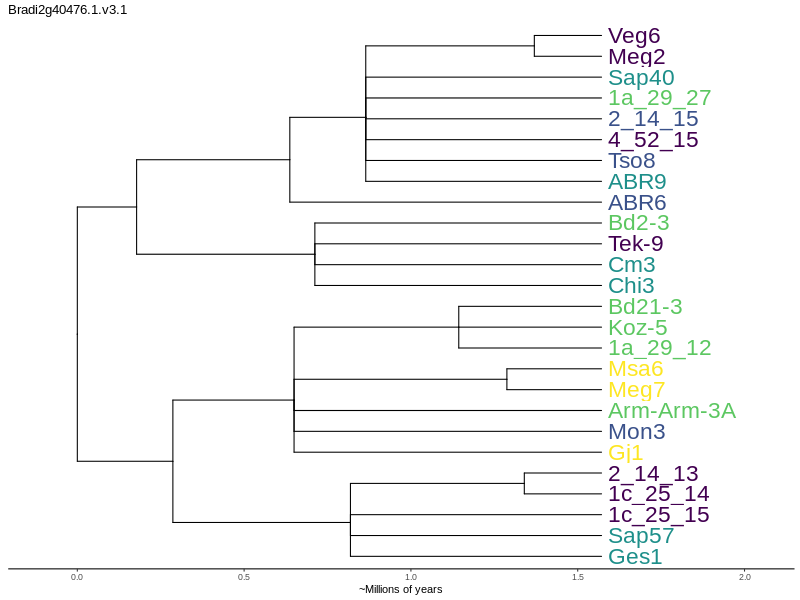 Bradi2g40476.1.v3.1
Veg6
Meg2
Sap40
1a_29_27
2_14_15
4_52_15
Tso8
ABR9
ABR6
Bd2-3
Tek-9
Cm3
Chi3
Bd21-3
Koz-5
1a_29_12
Msa6
Meg7
Arm-Arm-3A
Mon3
Gj1
2_14_13
1c_25_14
1c_25_15
Sap57
Ges1
0.0 0.5 1.0 1.5 2.0
~Millions of years